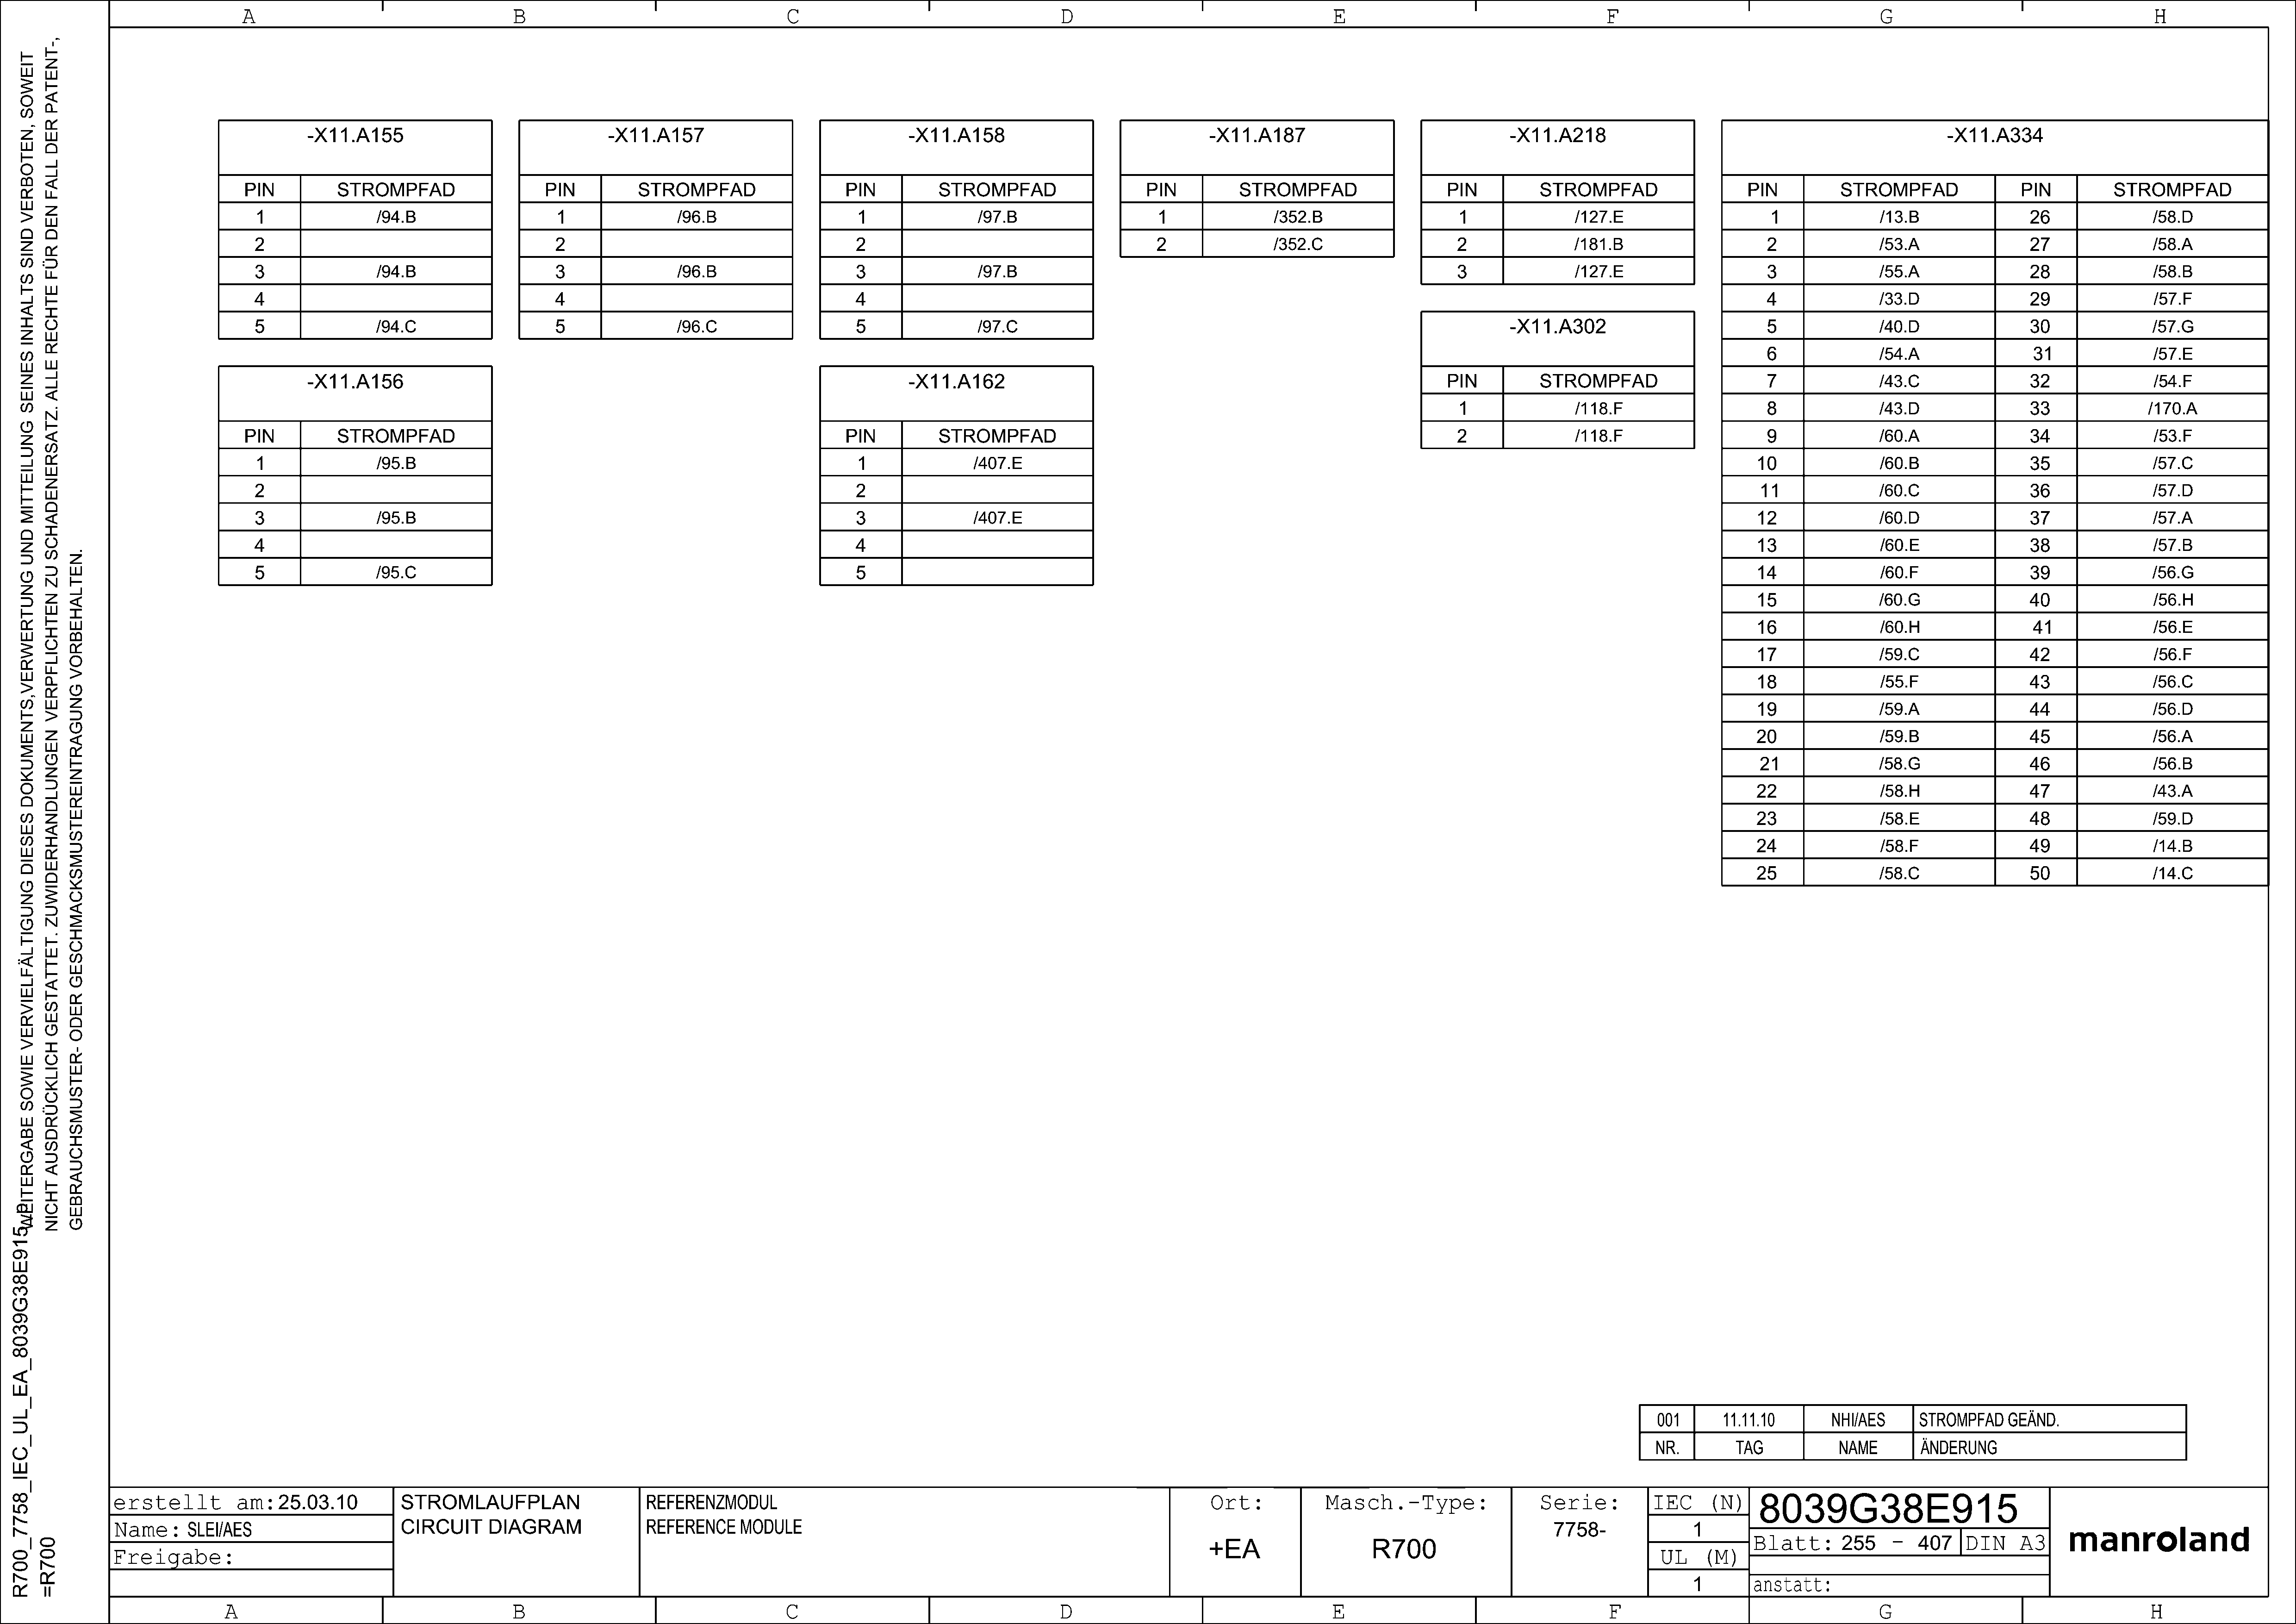 A B C D E F G H
WEITERGABE SOWIE VERVIELFÄLTIGUNG DIESES DOKUMENTS,VERWERTUNG UND MITTEILUNG SEINES INHALTS SIND VERBOTEN, SOWEIT
NICHT AUSDRÜCKLICH GESTATTET. ZUWIDERHANDLUNGEN VERPFLICHTEN ZU SCHADENERSATZ. ALLE RECHTE FÜR DEN FALL DER PATENT-,
GEBRAUCHSMUSTER- ODER GESCHMACKSMUSTEREINTRAGUNG VORBEHALTEN.
=R700
-X11.A155
PIN STROMPFAD
1 /94.B
2
3 /94.B
4
5 /94.C
-X11.A156
PIN STROMPFAD
1 /95.B
2
3 /95.B
4
5 /95.C
-X11.A157
PIN STROMPFAD
1 /96.B
2
3 /96.B
4
5 /96.C
-X11.A158
PIN STROMPFAD
1 /97.B
2
3 /97.B
4
5 /97.C
-X11.A162
PIN STROMPFAD
1 /407.E
2
3 /407.E
4
5
-X11.A187
PIN STROMPFAD
1 /352.B
2 /352.C
-X11.A218
PIN STROMPFAD
1 /127.E
2 /181.B
3 /127.E
-X11.A302
PIN STROMPFAD
1 /118.F
2 /118.F
-X11.A334
PIN STROMPFAD PIN STROMPFAD
1 /13.B 26 /58.D
2 /53.A 27 /58.A
3 /55.A 28 /58.B
4 /33.D 29 /57.F
5 /40.D 30 /57.G
6 /54.A 31 /57.E
7 /43.C 32 /54.F
8 /43.D 33 /170.A
9 /60.A 34 /53.F
10 /60.B 35 /57.C
11 /60.C 36 /57.D
12 /60.D 37 /57.A
13 /60.E 38 /57.B
14 /60.F 39 /56.G
15 /60.G 40 /56.H
16 /60.H 41 /56.E
17 /59.C 42 /56.F
18 /55.F 43 /56.C
19 /59.A 44 /56.D
20 /59.B 45 /56.A
21 /58.G 46 /56.B
22 /58.H 47 /43.A
23 /58.E 48 /59.D
24 /58.F 49 /14.B
25 /58.C 50 /14.C
001 11.11.10 NHI/AES STROMPFAD GEÄND.
NR. TAG NAME ÄNDERUNG
erstellt am: 25.03.10
Name: SLEI/AES
Freigabe:
STROMLAUFPLAN
CIRCUIT DIAGRAM
REFERENZMODUL
REFERENCE MODULE
Ort:
+EA
Masch.-Type:
R700
Serie:
7758-
IEC (N)
1
UL (M)
1
8039G38E915
Blatt: 255 - 407 DIN A3
anstatt:
manroland
A B C D E F G H